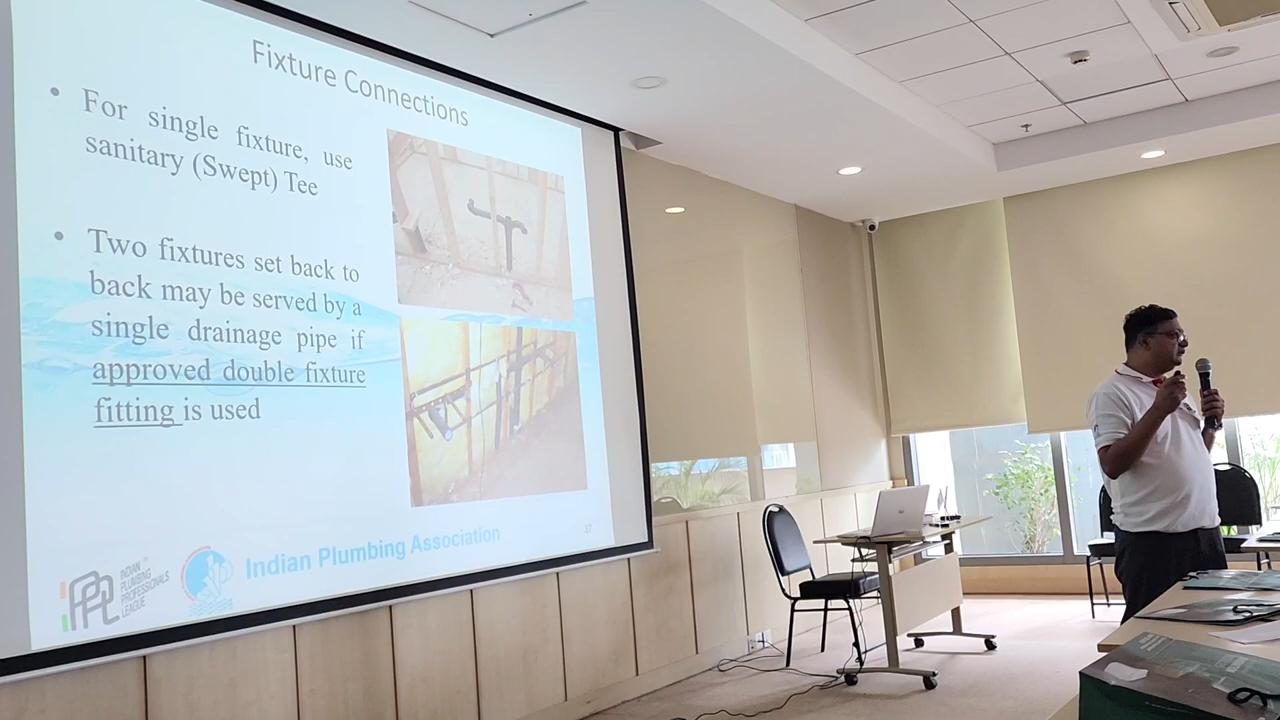 Fixture Connections
• For single fixture, use
sanitary (Swept) Tee
• Two fixtures set back to
back may be served by a
single drainage pipe if
approved double fixture
fitting is used
37
IPPL
INDIAN
PLUMBING
PROFESSIONALS
LEAGUE
Indian Plumbing Association